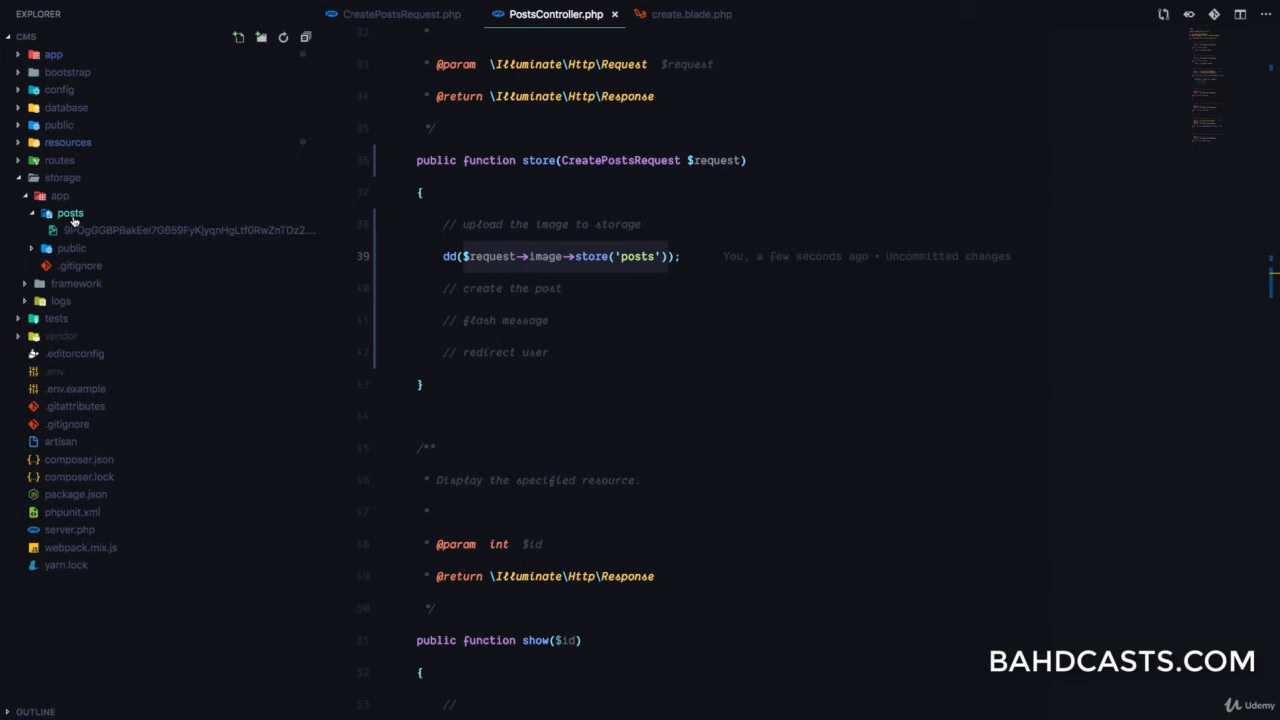 EXPLORER
CMS
app
bootstrap
config
database
public
resources
routes
storage
app
posts
public
.gitignore
framework
logs
tests
vendor
.editorconfig
.env
.env.example
.gitattributes
.gitignore
artisan
composer.json
composer.lock
package.json
phpunit.xml
server.php
webpack.mix.js
yarn.lock
OUTLINE
CreatePostsRequest.php
PostsController.php ×
create.blade.php
32 *
33 * @param \Illuminate\Http\Request $request
34 * @return \Illuminate\Http\Response
35 */
36 public function store(CreatePostsRequest $request)
37 {
38 // upload the image to storage
39 dd($request->image->store('posts')); You, a few seconds ago • Uncommitted changes
40 // create the post
41 // flash message
42 // redirect user
43 }
44
45 /**
46 * Display the specified resource.
47 *
48 * @param int $id
49 * @return \Illuminate\Http\Response
50 */
51 public function show($id)
52 {
53 //
BAHDCASTS.COM
Udemy